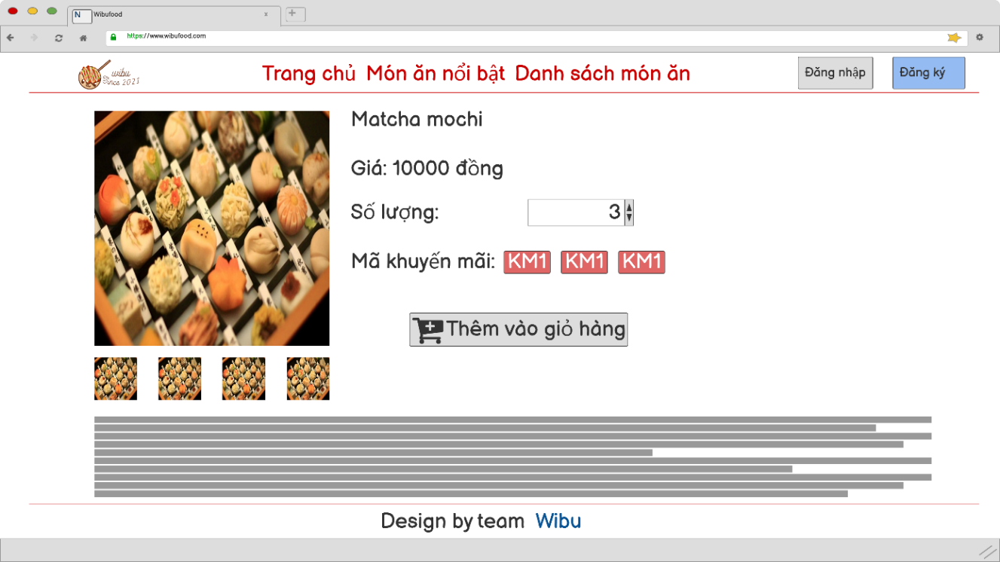 N Wibufood x
https://www.wibufood.com
wibu
Since 2021
Trang chủ Món ăn nổi bật Danh sách món ăn
Đăng nhập
Đăng ký
Matcha mochi
Giá: 10000 đồng
Số lượng: 3
Mã khuyến mãi: KM1 KM1 KM1
Thêm vào giỏ hàng
Design by team Wibu